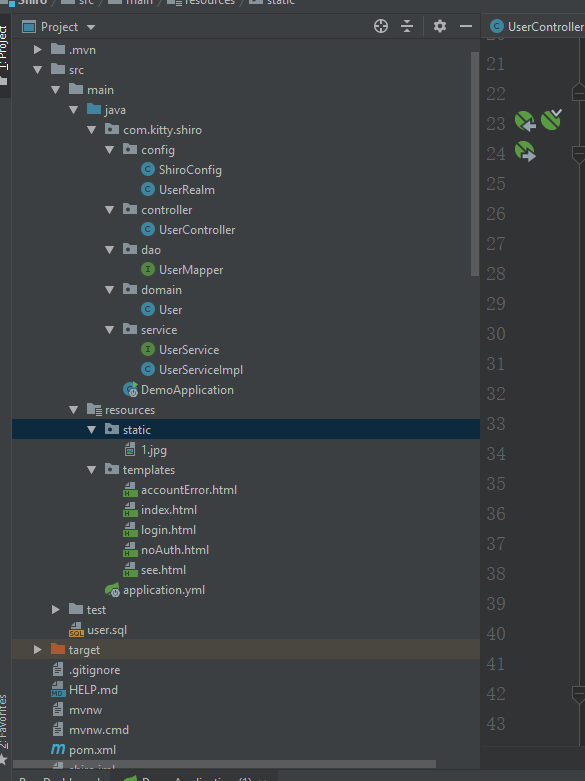 Shiro src main resources static
Project
UserController
1: Project
.mvn
src
main
java
com.kitty.shiro
config
ShiroConfig
UserRealm
controller
UserController
dao
UserMapper
domain
User
service
UserService
UserServiceImpl
DemoApplication
resources
static
1.jpg
templates
accountError.html
index.html
login.html
noAuth.html
see.html
application.yml
test
user.sql
target
.gitignore
HELP.md
mvnw
mvnw.cmd
pom.xml
shiro.iml
2: Favorites
21
22
23
24
25
26
27
28
29
30
31
32
33
34
35
36
37
38
39
40
41
42
43